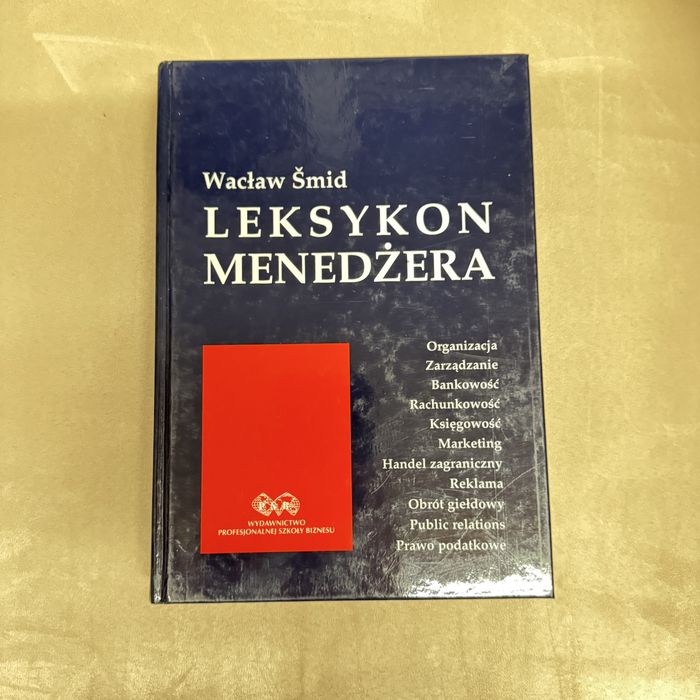 Wacław Šmid
LEKSYKON
MENEDŻERA
Organizacja
Zarządzanie
Bankowość
Rachunkowość
Księgowość
Marketing
Handel zagraniczny
Reklama
Obrót giełdowy
Public relations
Prawo podatkowe
WYDAWNICTWO
PROFESJONALNEJ SZKOŁY BIZNESU